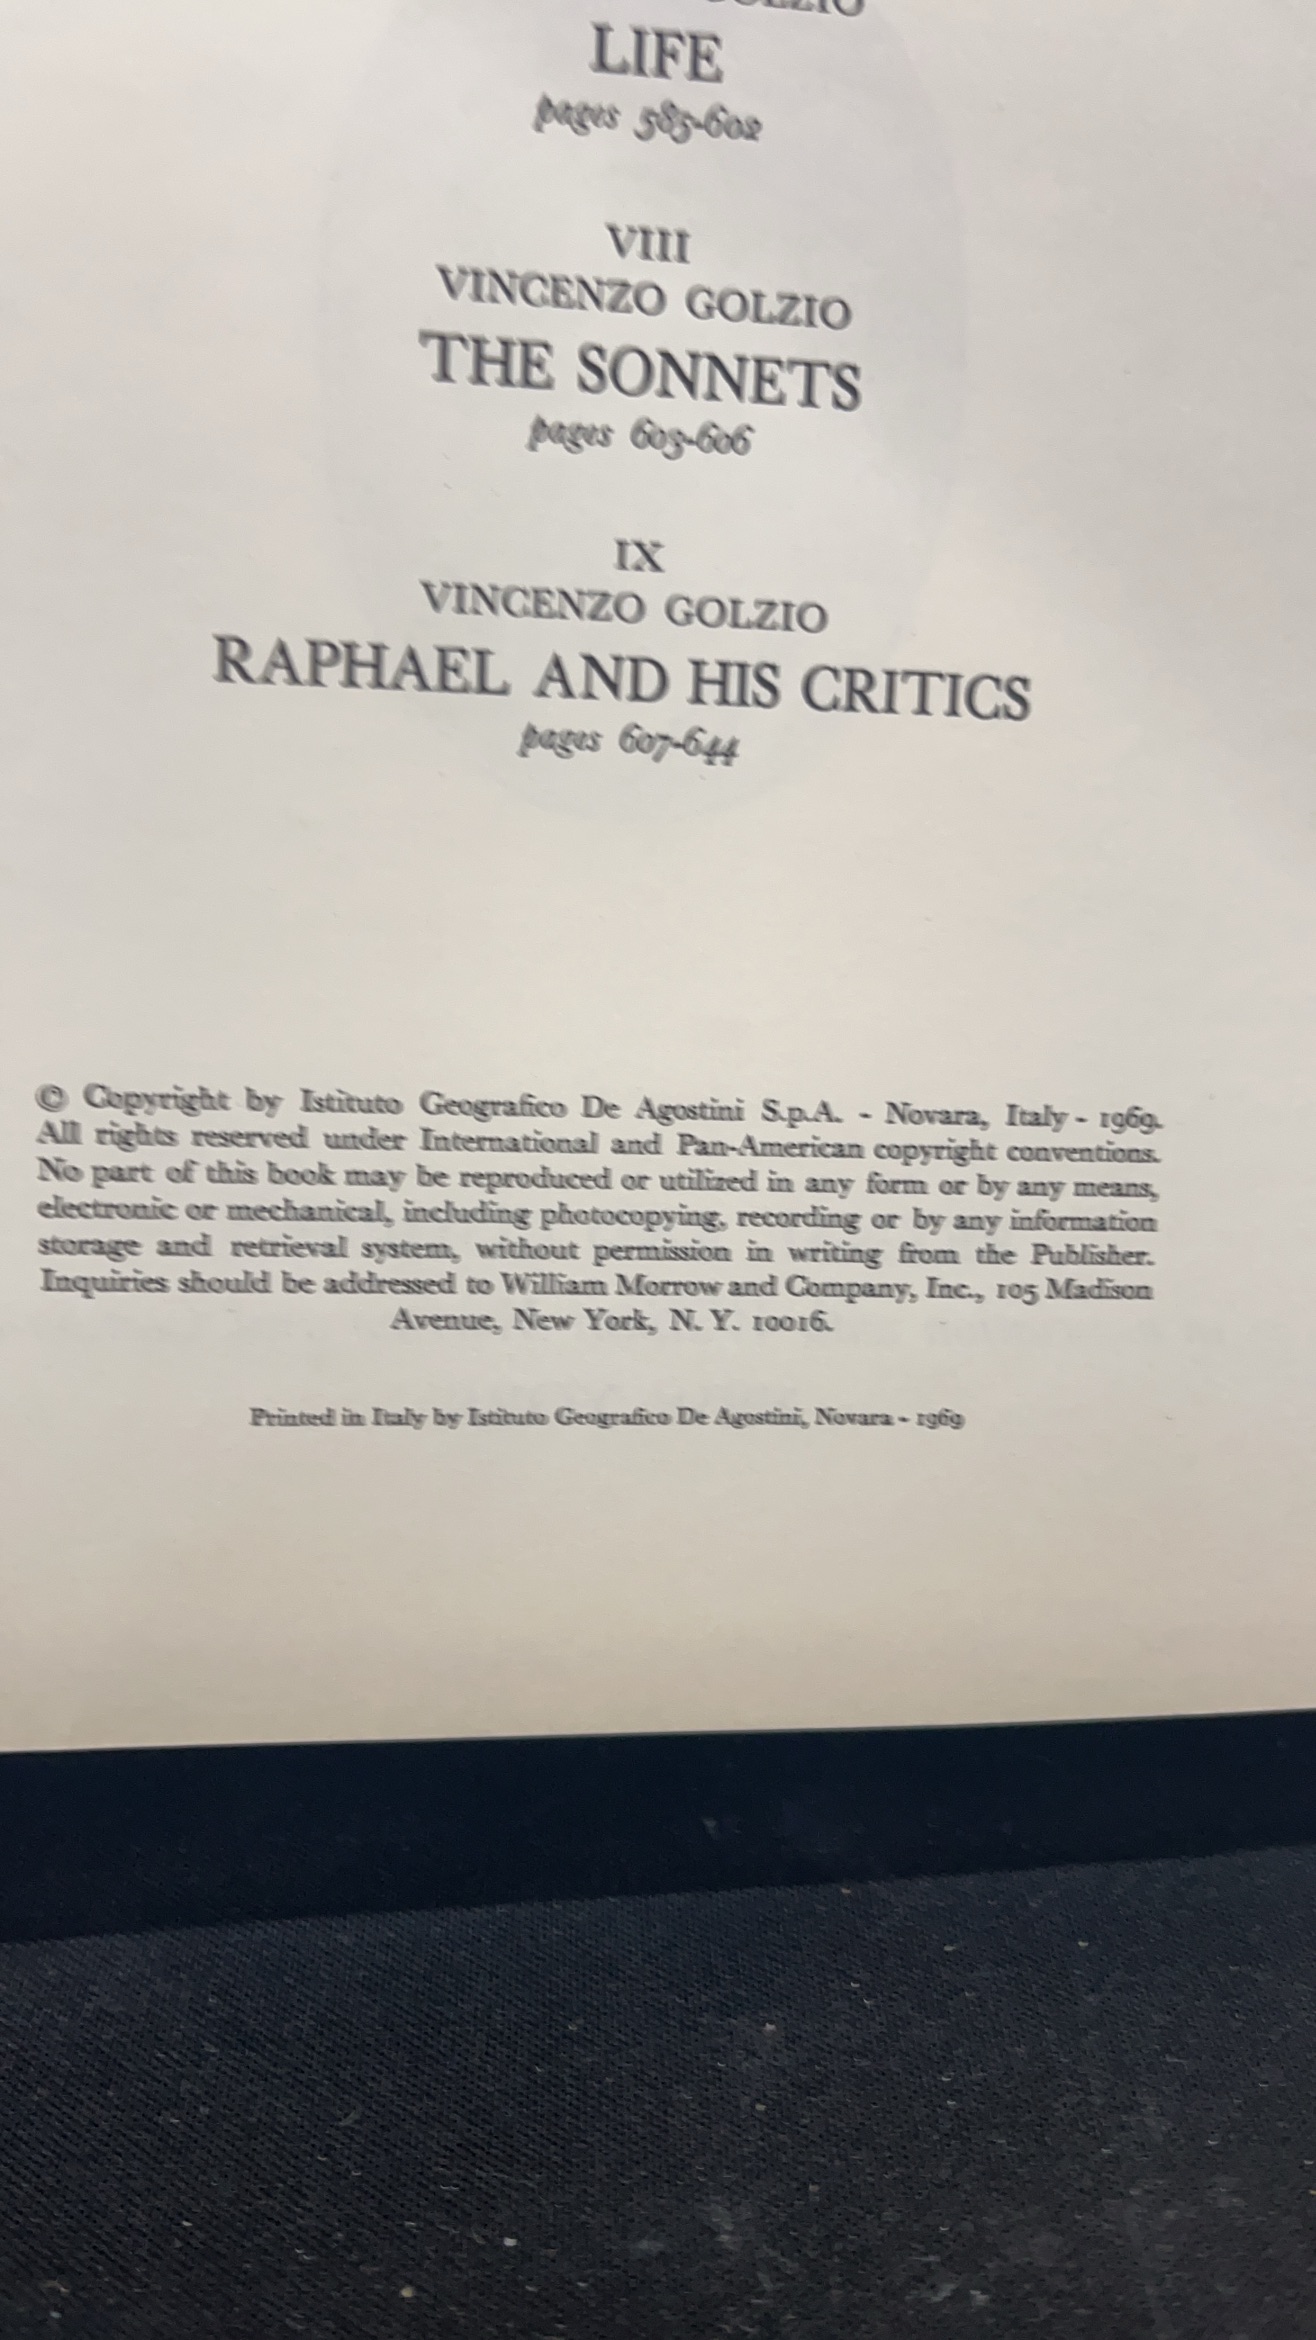 LIFE
pages 585-602
VIII
VINCENZO GOLZIO
THE SONNETS
pages 603-606
IX
VINCENZO GOLZIO
RAPHAEL AND HIS CRITICS
pages 607-644
© Copyright by Istituto Geografico De Agostini S.p.A. - Novara, Italy - 1969.
All rights reserved under International and Pan-American copyright conventions.
No part of this book may be reproduced or utilized in any form or by any means,
electronic or mechanical, including photocopying, recording or by any information
storage and retrieval system, without permission in writing from the Publisher.
Inquiries should be addressed to William Morrow and Company, Inc., 105 Madison
Avenue, New York, N. Y. 10016.
Printed in Italy by Istituto Geografico De Agostini, Novara - 1969